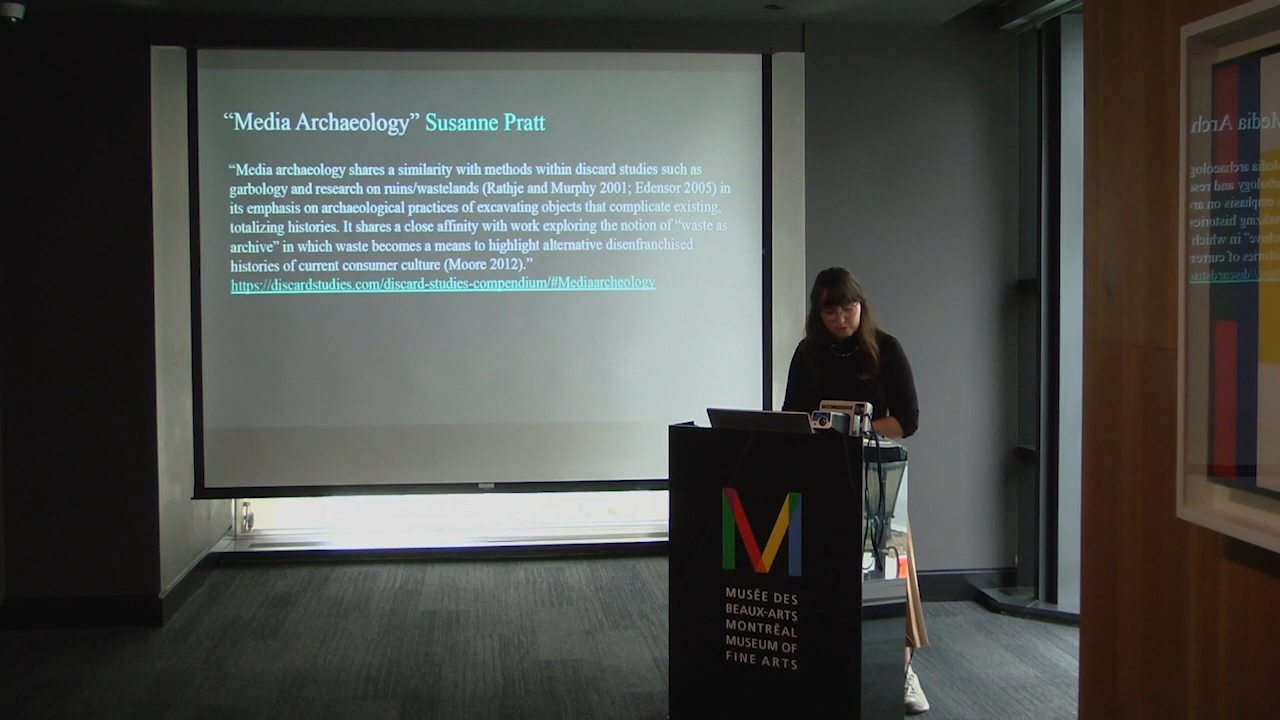 “Media Archaeology” Susanne Pratt
“Media archaeology shares a similarity with methods within discard studies such as
garbology and research on ruins/wastelands (Rathje and Murphy 2001; Edensor 2005) in
its emphasis on archaeological practices of excavating objects that complicate existing,
totalizing histories. It shares a close affinity with work exploring the notion of “waste as
archive” in which waste becomes a means to highlight alternative disenfranchised
histories of current consumer culture (Moore 2012).”
https://discardstudies.com/discard-studies-compendium/#Mediaarcheology
M
MUSÉE DES
BEAUX-ARTS
MONTRÉAL
MUSEUM OF
FINE ARTS